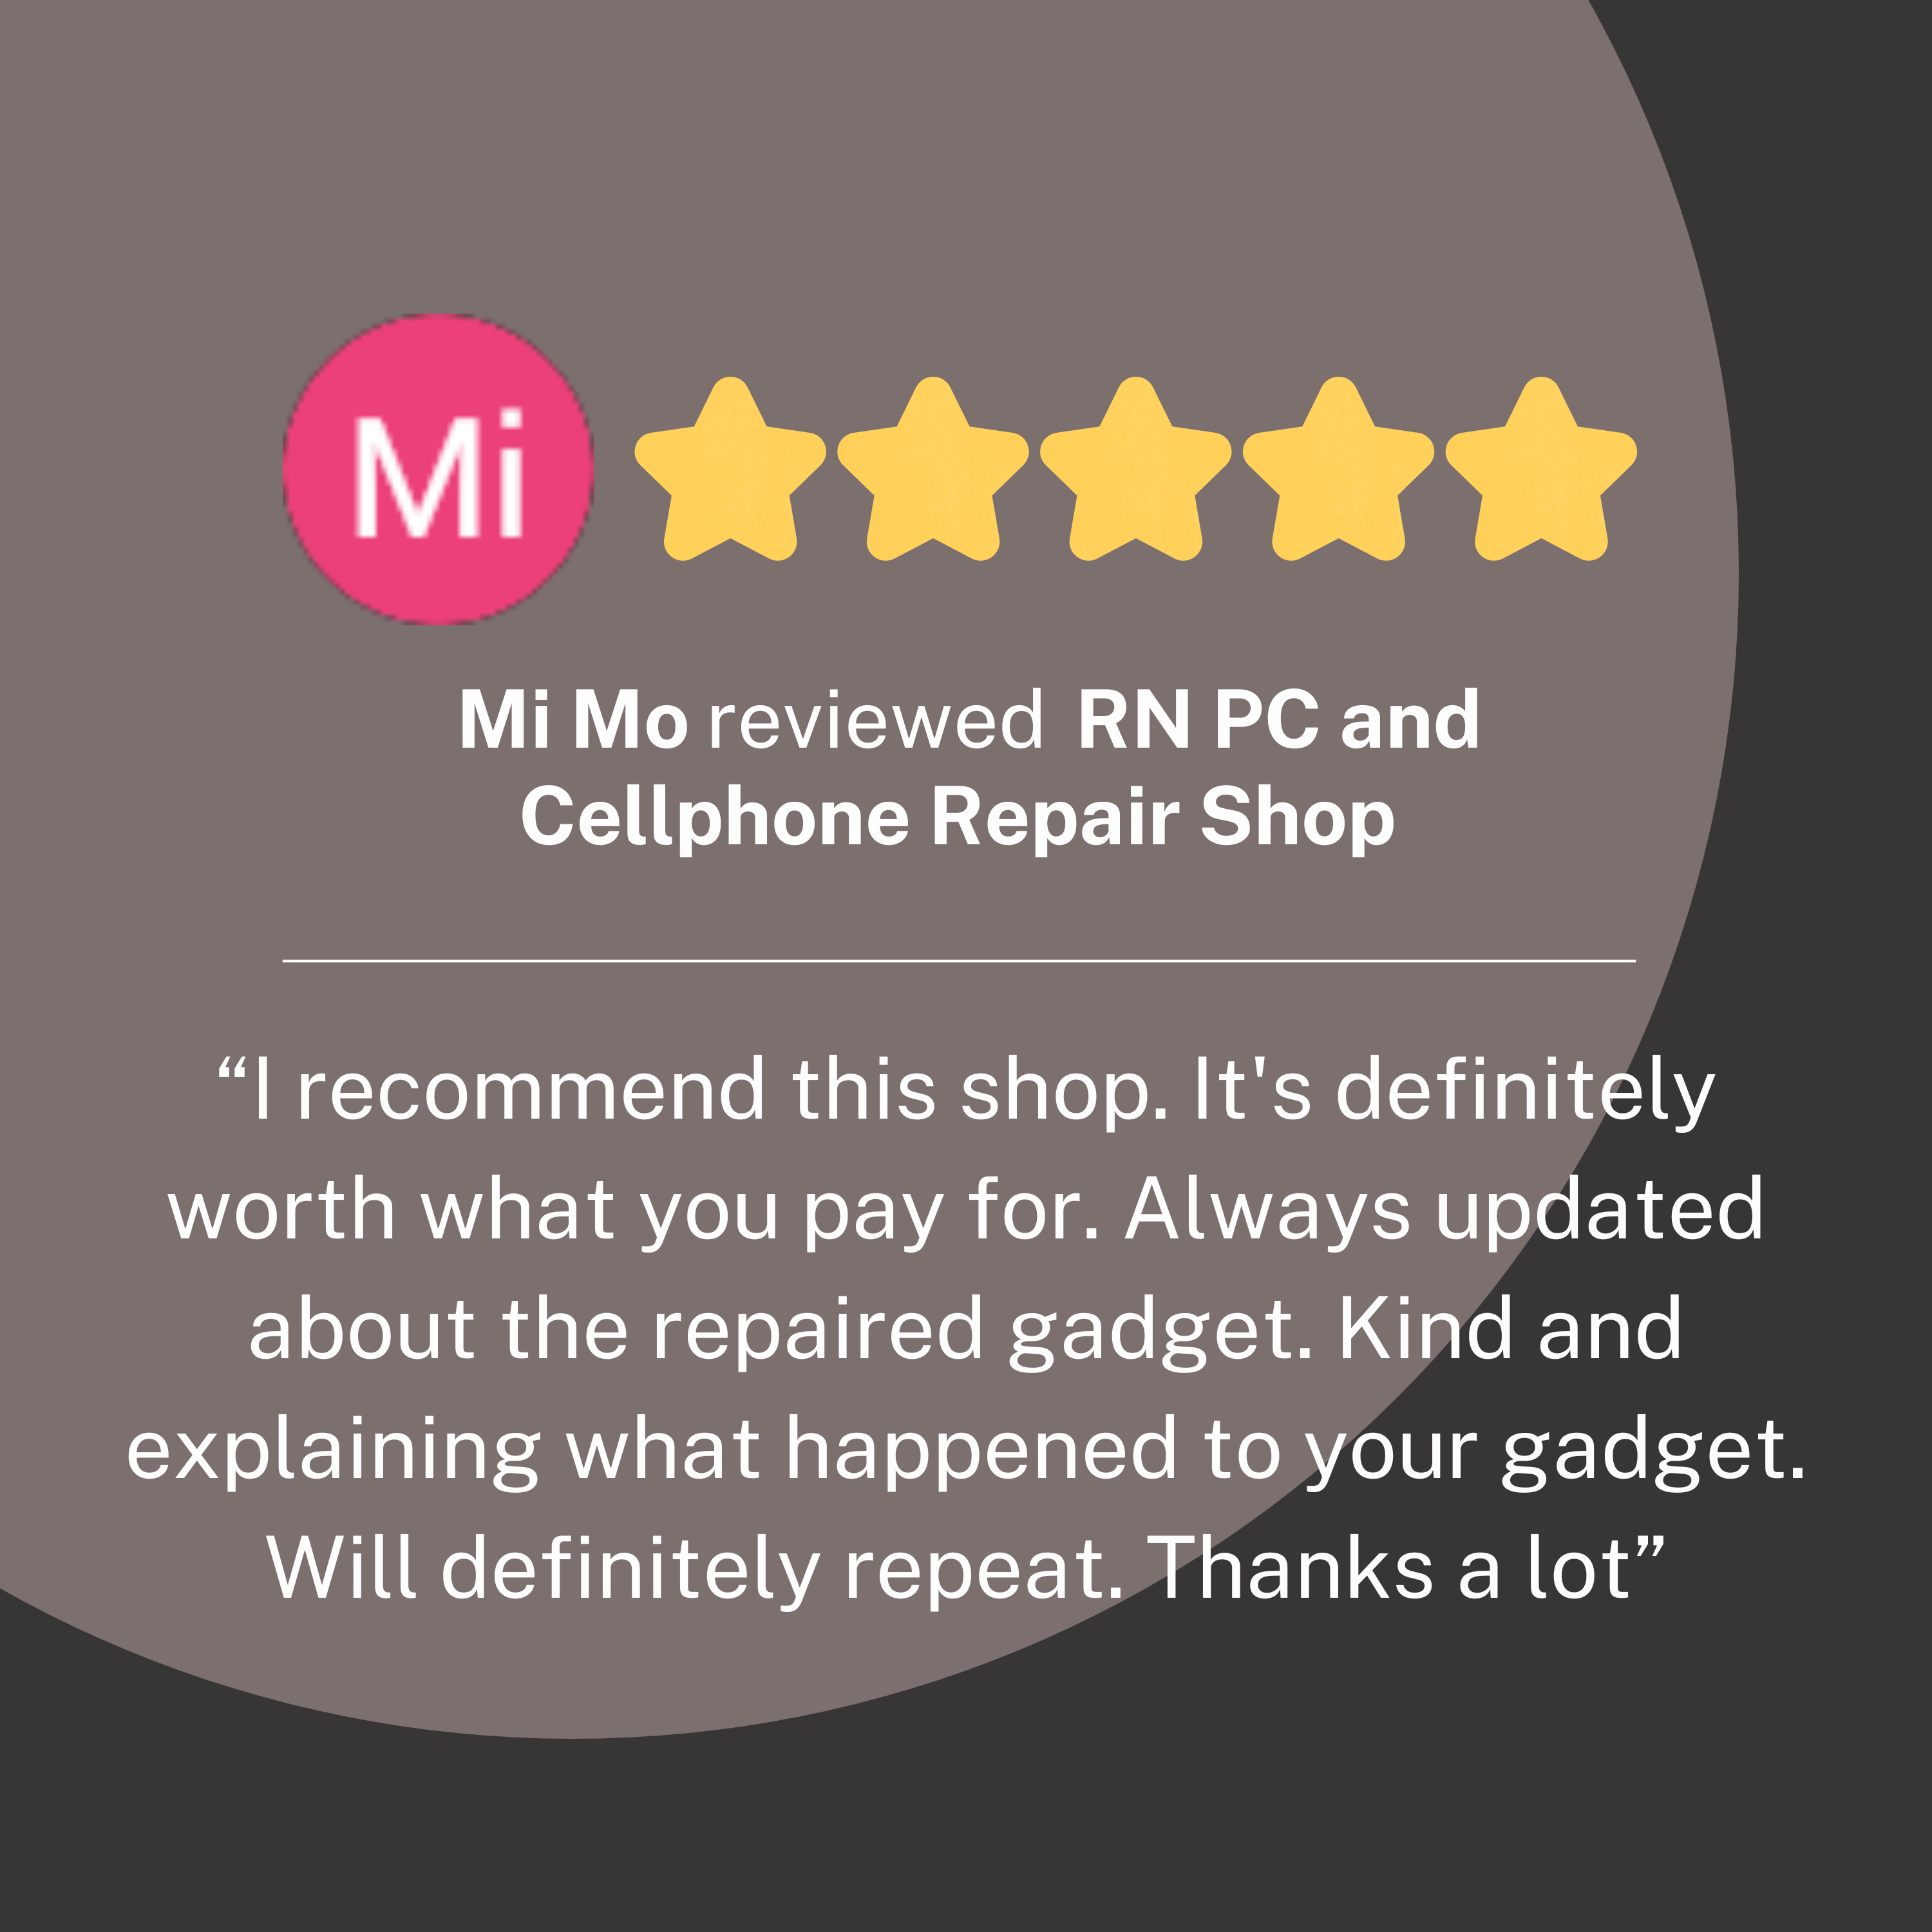 Mi
Mi Mo reviewed RN PC and
Cellphone Repair Shop
“I recommend this shop. It's definitely
worth what you pay for. Always updated
about the repaired gadget. Kind and
explaining what happened to your gadget.
Will definitely repeat. Thanks a lot”